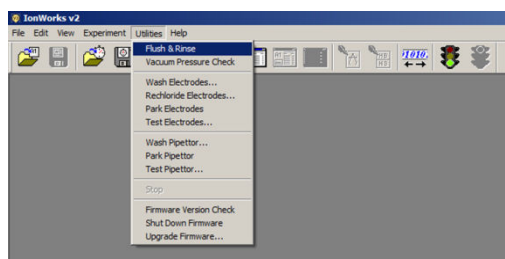 IonWorks v2
File Edit View Experiment Utilities Help
Flush & Rinse
Vacuum Pressure Check
Wash Electrodes...
Rechloride Electrodes...
Park Electrodes
Test Electrodes...
Wash Pipettor...
Park Pipettor
Test Pipettor...
Stop
Firmware Version Check
Shut Down Firmware
Upgrade Firmware...